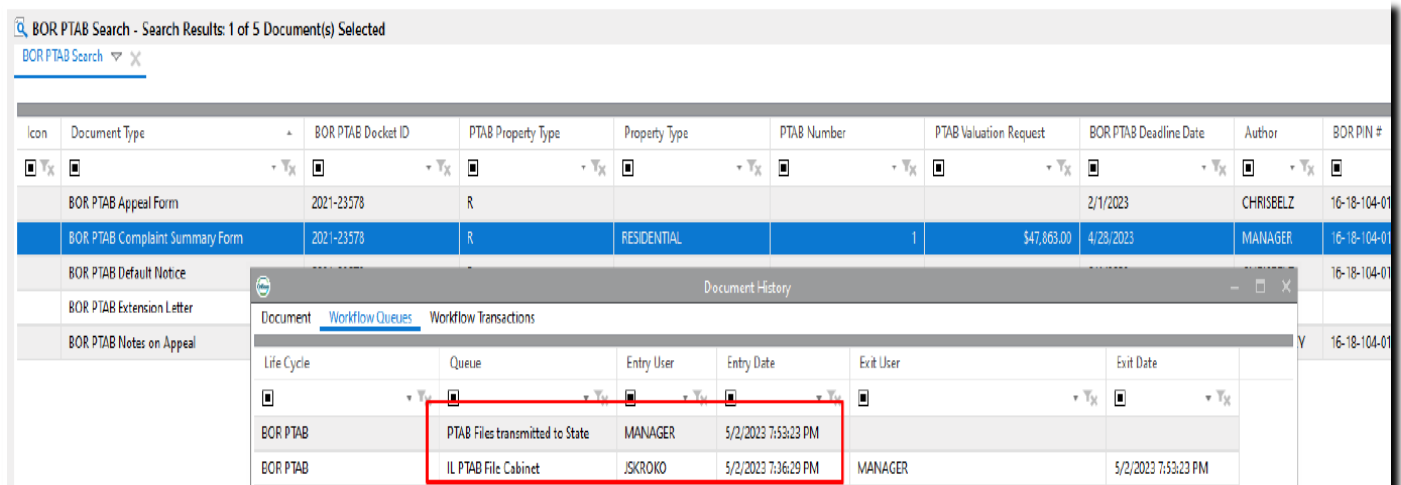 BOR PTAB Search - Search Results: 1 of 5 Document(s) Selected
BOR PTAB Search
Icon Document Type BOR PTAB Docket ID PTAB Property Type Property Type PTAB Number PTAB Valuation Request BOR PTAB Deadline Date Author BOR PIN #
BOR PTAB Appeal Form 2021-23578 R 2/1/2023 CHRISBELZ 16-18-104-01
BOR PTAB Complaint Summary Form 2021-23578 R RESIDENTIAL 1 $47,863.00 4/28/2023 MANAGER 16-18-104-01
BOR PTAB Default Notice 16-18-104-01
Document History
BOR PTAB Extension Letter
Document Workflow Queues Workflow Transactions
BOR PTAB Notes on Appeal Y 16-18-104-01
Life Cycle Queue Entry User Entry Date Exit User Exit Date
BOR PTAB PTAB Files transmitted to State MANAGER 5/2/2023 7:53:23 PM
BOR PTAB IL PTAB File Cabinet JSKROKO 5/2/2023 7:36:29 PM MANAGER 5/2/2023 7:53:23 PM